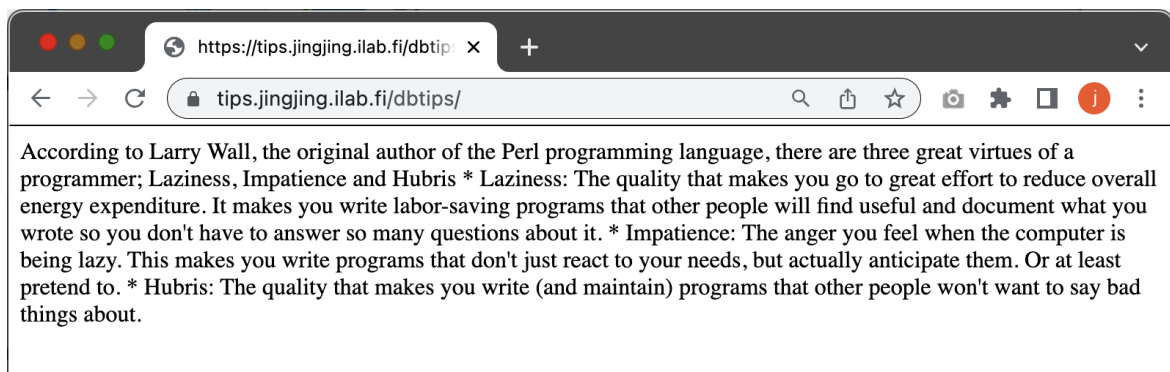 https://tips.jingjing.ilab.fi/dbtips
tips.jingjing.ilab.fi/dbtips/
j
According to Larry Wall, the original author of the Perl programming language, there are three great virtues of a
programmer; Laziness, Impatience and Hubris * Laziness: The quality that makes you go to great effort to reduce overall
energy expenditure. It makes you write labor-saving programs that other people will find useful and document what you
wrote so you don't have to answer so many questions about it. * Impatience: The anger you feel when the computer is
being lazy. This makes you write programs that don't just react to your needs, but actually anticipate them. Or at least
pretend to. * Hubris: The quality that makes you write (and maintain) programs that other people won't want to say bad
things about.